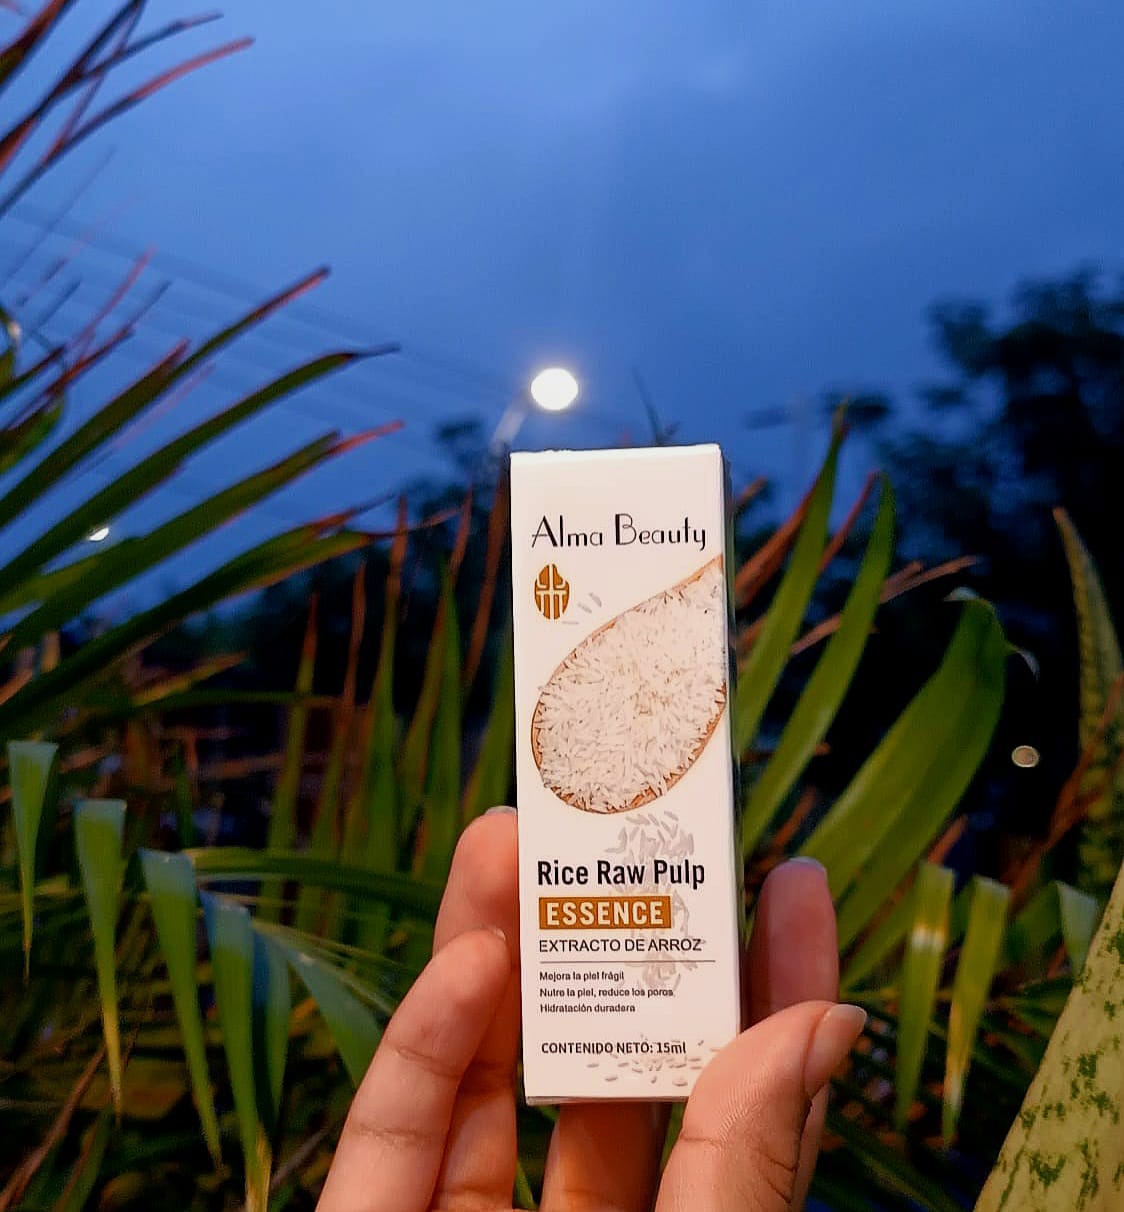 Alma Beauty
Rice Raw Pulp
ESSENCE
EXTRACTO DE ARROZ
Mejora la piel frágil
Nutre la piel, reduce los poros,
Hidratación duradera
CONTENIDO NETO: 15ml